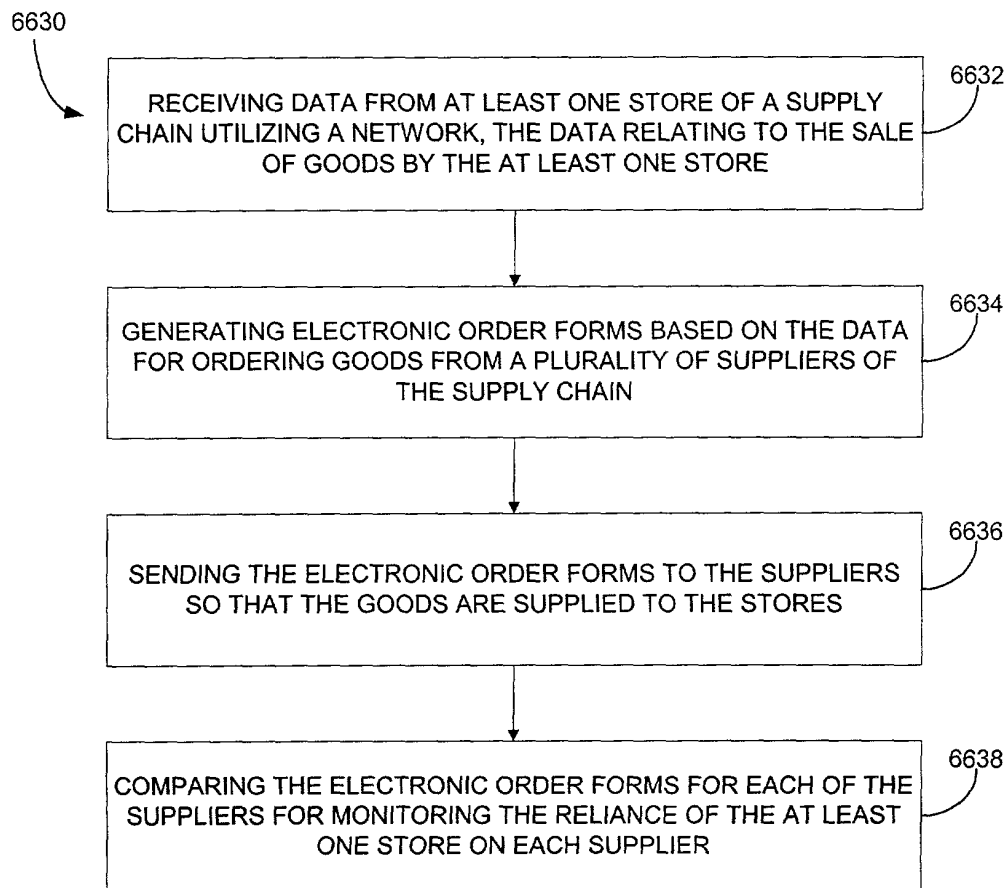 6630
RECEIVING DATA FROM AT LEAST ONE STORE OF A SUPPLY
CHAIN UTILIZING A NETWORK, THE DATA RELATING TO THE SALE
OF GOODS BY THE AT LEAST ONE STORE
6632
GENERATING ELECTRONIC ORDER FORMS BASED ON THE DATA
FOR ORDERING GOODS FROM A PLURALITY OF SUPPLIERS OF
THE SUPPLY CHAIN
6634
SENDING THE ELECTRONIC ORDER FORMS TO THE SUPPLIERS
SO THAT THE GOODS ARE SUPPLIED TO THE STORES
6636
COMPARING THE ELECTRONIC ORDER FORMS FOR EACH OF THE
SUPPLIERS FOR MONITORING THE RELIANCE OF THE AT LEAST
ONE STORE ON EACH SUPPLIER
6638